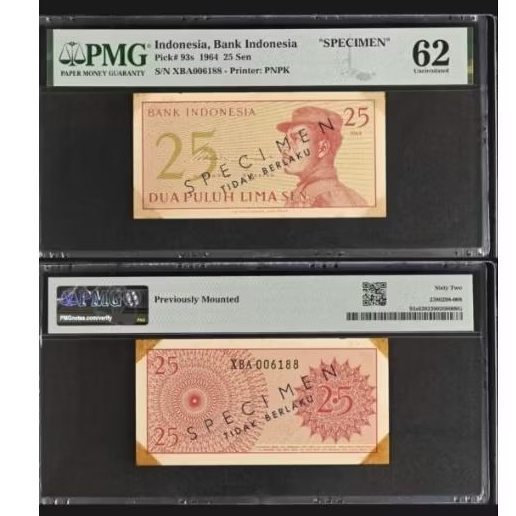 PMG
PAPER MONEY GUARANTY
Indonesia, Bank Indonesia "SPECIMEN"
Pick# 93s 1964 25 Sen
S/N XBA006188 - Printer: PNPK
62
Uncirculated
BANK INDONESIA
25
1964
25
SPECIMEN
TIDAK BERLAKU
DUA PULUH LIMA SEN
PMG
PMGnotes.com/verify
Previously Mounted
Sixty Two
25
XBA 006188
SPECIMEN
TIDAK BERLAKU
25
25